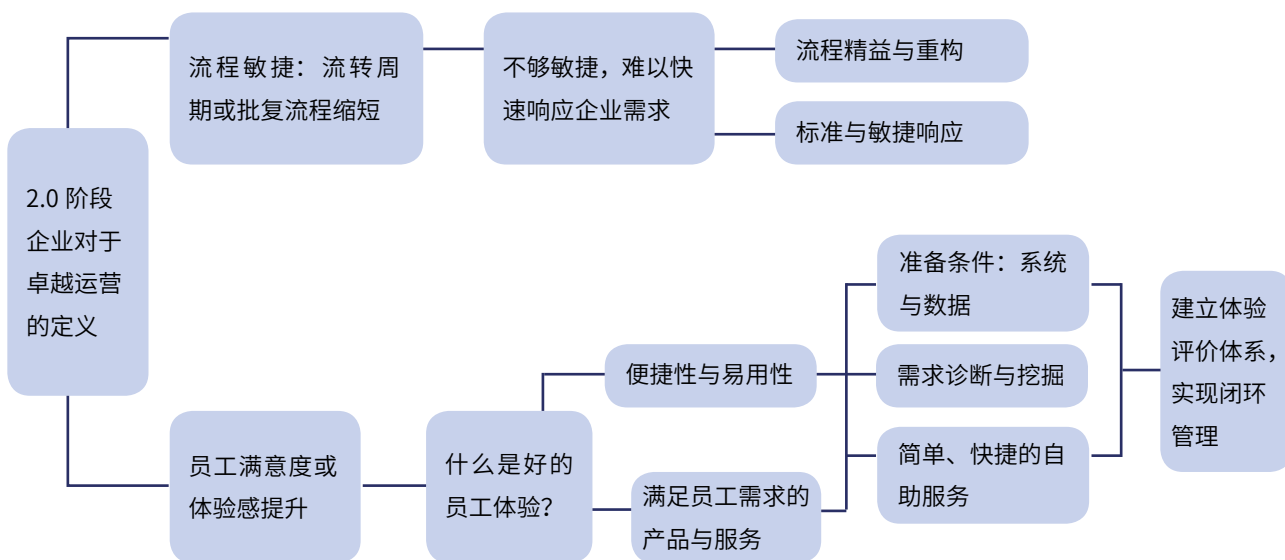 2.0 阶段
企业对于
卓越运营
的定义
流程敏捷：流转周
期或批复流程缩短
不够敏捷，难以快
速响应企业需求
流程精益与重构
标准与敏捷响应
员工满意度或
体验感提升
什么是好的
员工体验？
便捷性与易用性
满足员工需求的
产品与服务
准备条件：系统
与数据
需求诊断与挖掘
简单、快捷的自
助服务
建立体验
评价体系，
实现闭环
管理